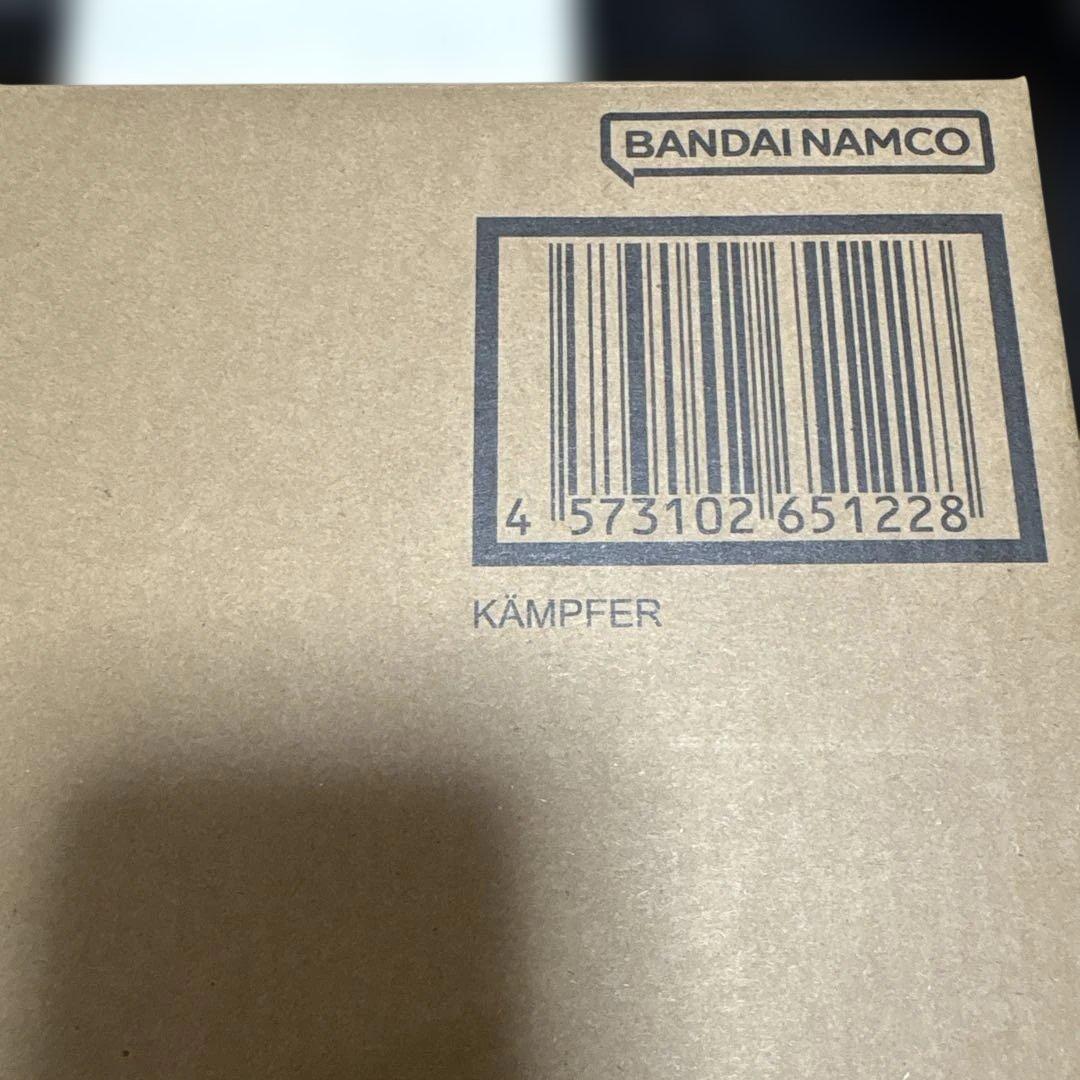 BANDAI NAMCO
4 573102 651228
KÄMPFER